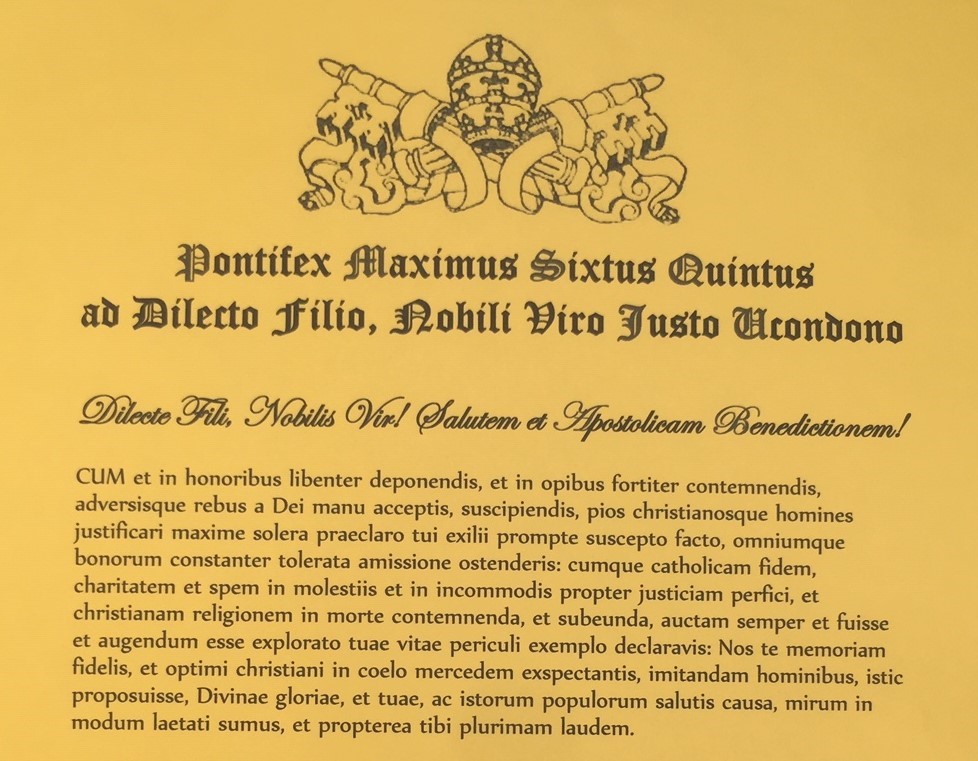 Pontifex Maximus Sixtus Quintus
ad Dilecto Filio, Nobili Viro Justo Ucondono
Dilecte Fili, Nobilis Vir! Salutem et Apostolicam Benedictionem!
CUM et in honoribus libenter deponendis, et in opibus fortiter contemnendis,
adversisque rebus a Dei manu acceptis, suscipiendis, pios christianosque homines
justificari maxime solera praeclaro tui exilii prompte suscepto facto, omniumque
bonorum constanter tolerata amissione ostenderis: cumque catholicam fidem,
charitatem et spem in molestiis et in incommodis propter justiciam perfici, et
christianam religionem in morte contemnenda, et subeunda, auctam semper et fuisse
et augendum esse explorato tuae vitae periculi exemplo declaravis: Nos te memoriam
fidelis, et optimi christiani in coelo mercedem exspectantis, imitandam hominibus, istic
proposuisse, Divinae gloriae, et tuae, ac istorum populorum salutis causa, mirum in
modum laetati sumus, et propterea tibi plurimam laudem.